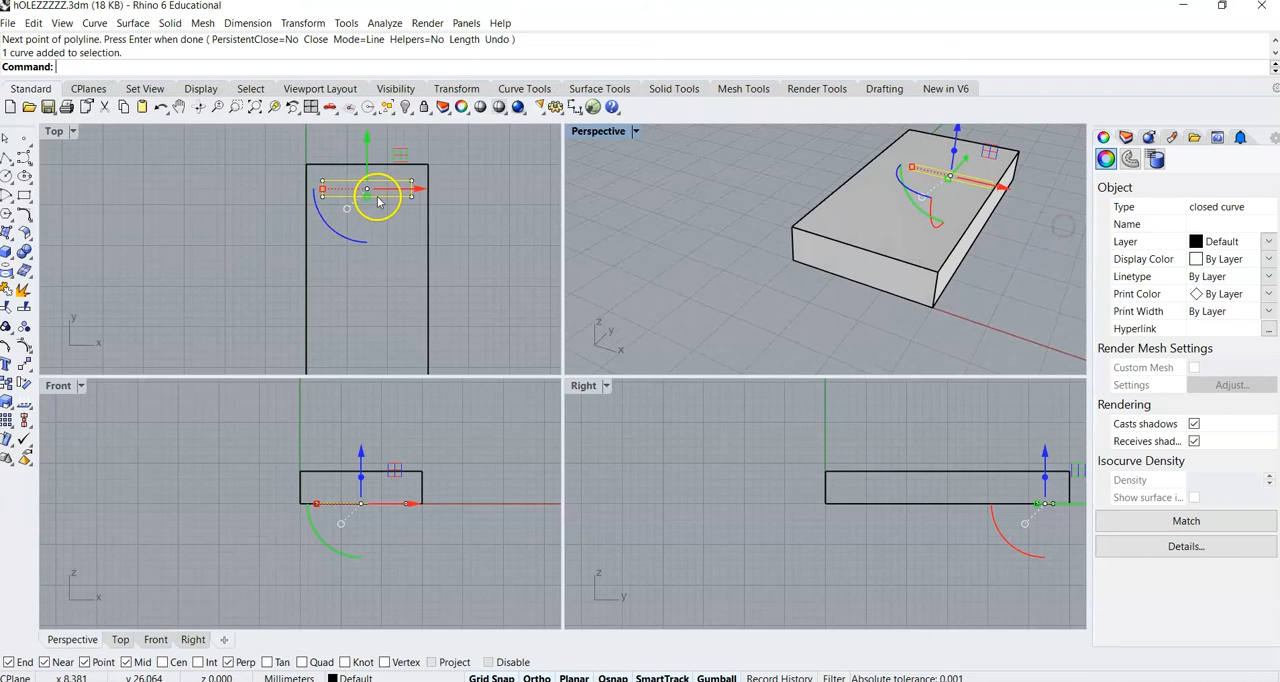 hOLEZZZZZ.3dm (18 KB) - Rhino 6 Educational
File Edit View Curve Surface Solid Mesh Dimension Transform Tools Analyze Render Panels Help
Next point of polyline. Press Enter when done ( PersistentClose=No Close Mode=Line Helpers=No Length Undo )
1 curve added to selection.
Command:
Standard CPlanes Set View Display Select Viewport Layout Visibility Transform Curve Tools Surface Tools Solid Tools Mesh Tools Render Tools Drafting New in V6
Top
Perspective
y
x
z
y
x
Front
Right
z
x
z
y
Object
Type closed curve
Name
Layer Default
Display Color By Layer
Linetype By Layer
Print Color By Layer
Print Width By Layer
Hyperlink ...
Render Mesh Settings
Custom Mesh
Settings Adjust...
Rendering
Casts shadows
Receives shad...
Isocurve Density
Density
Show surface i...
Match
Details...
Perspective Top Front Right
End Near Point Mid Cen Int Perp Tan Quad Knot Vertex Project Disable
CPlane x 8.381 y 26.064 z 0.000 Millimeters Default Grid Snap Ortho Planar Osnap SmartTrack Gumball Record History Filter Absolute tolerance: 0.001